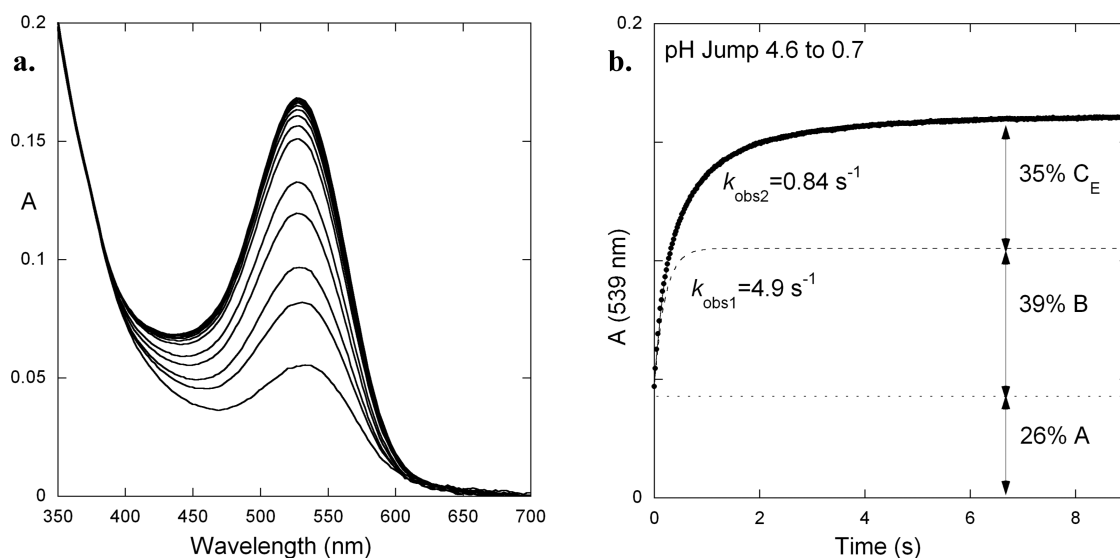 a.
0.2
0.15
A
0.1
0.05
0
350 400 450 500 550 600 650 700
Wavelength (nm)
b.
0.2
pH Jump 4.6 to 0.7
35% C_E
k_obs2=0.84 s^-1
39% B
k_obs1=4.9 s^-1
26% A
A (539 nm)
0
0 2 4 6 8
Time (s)